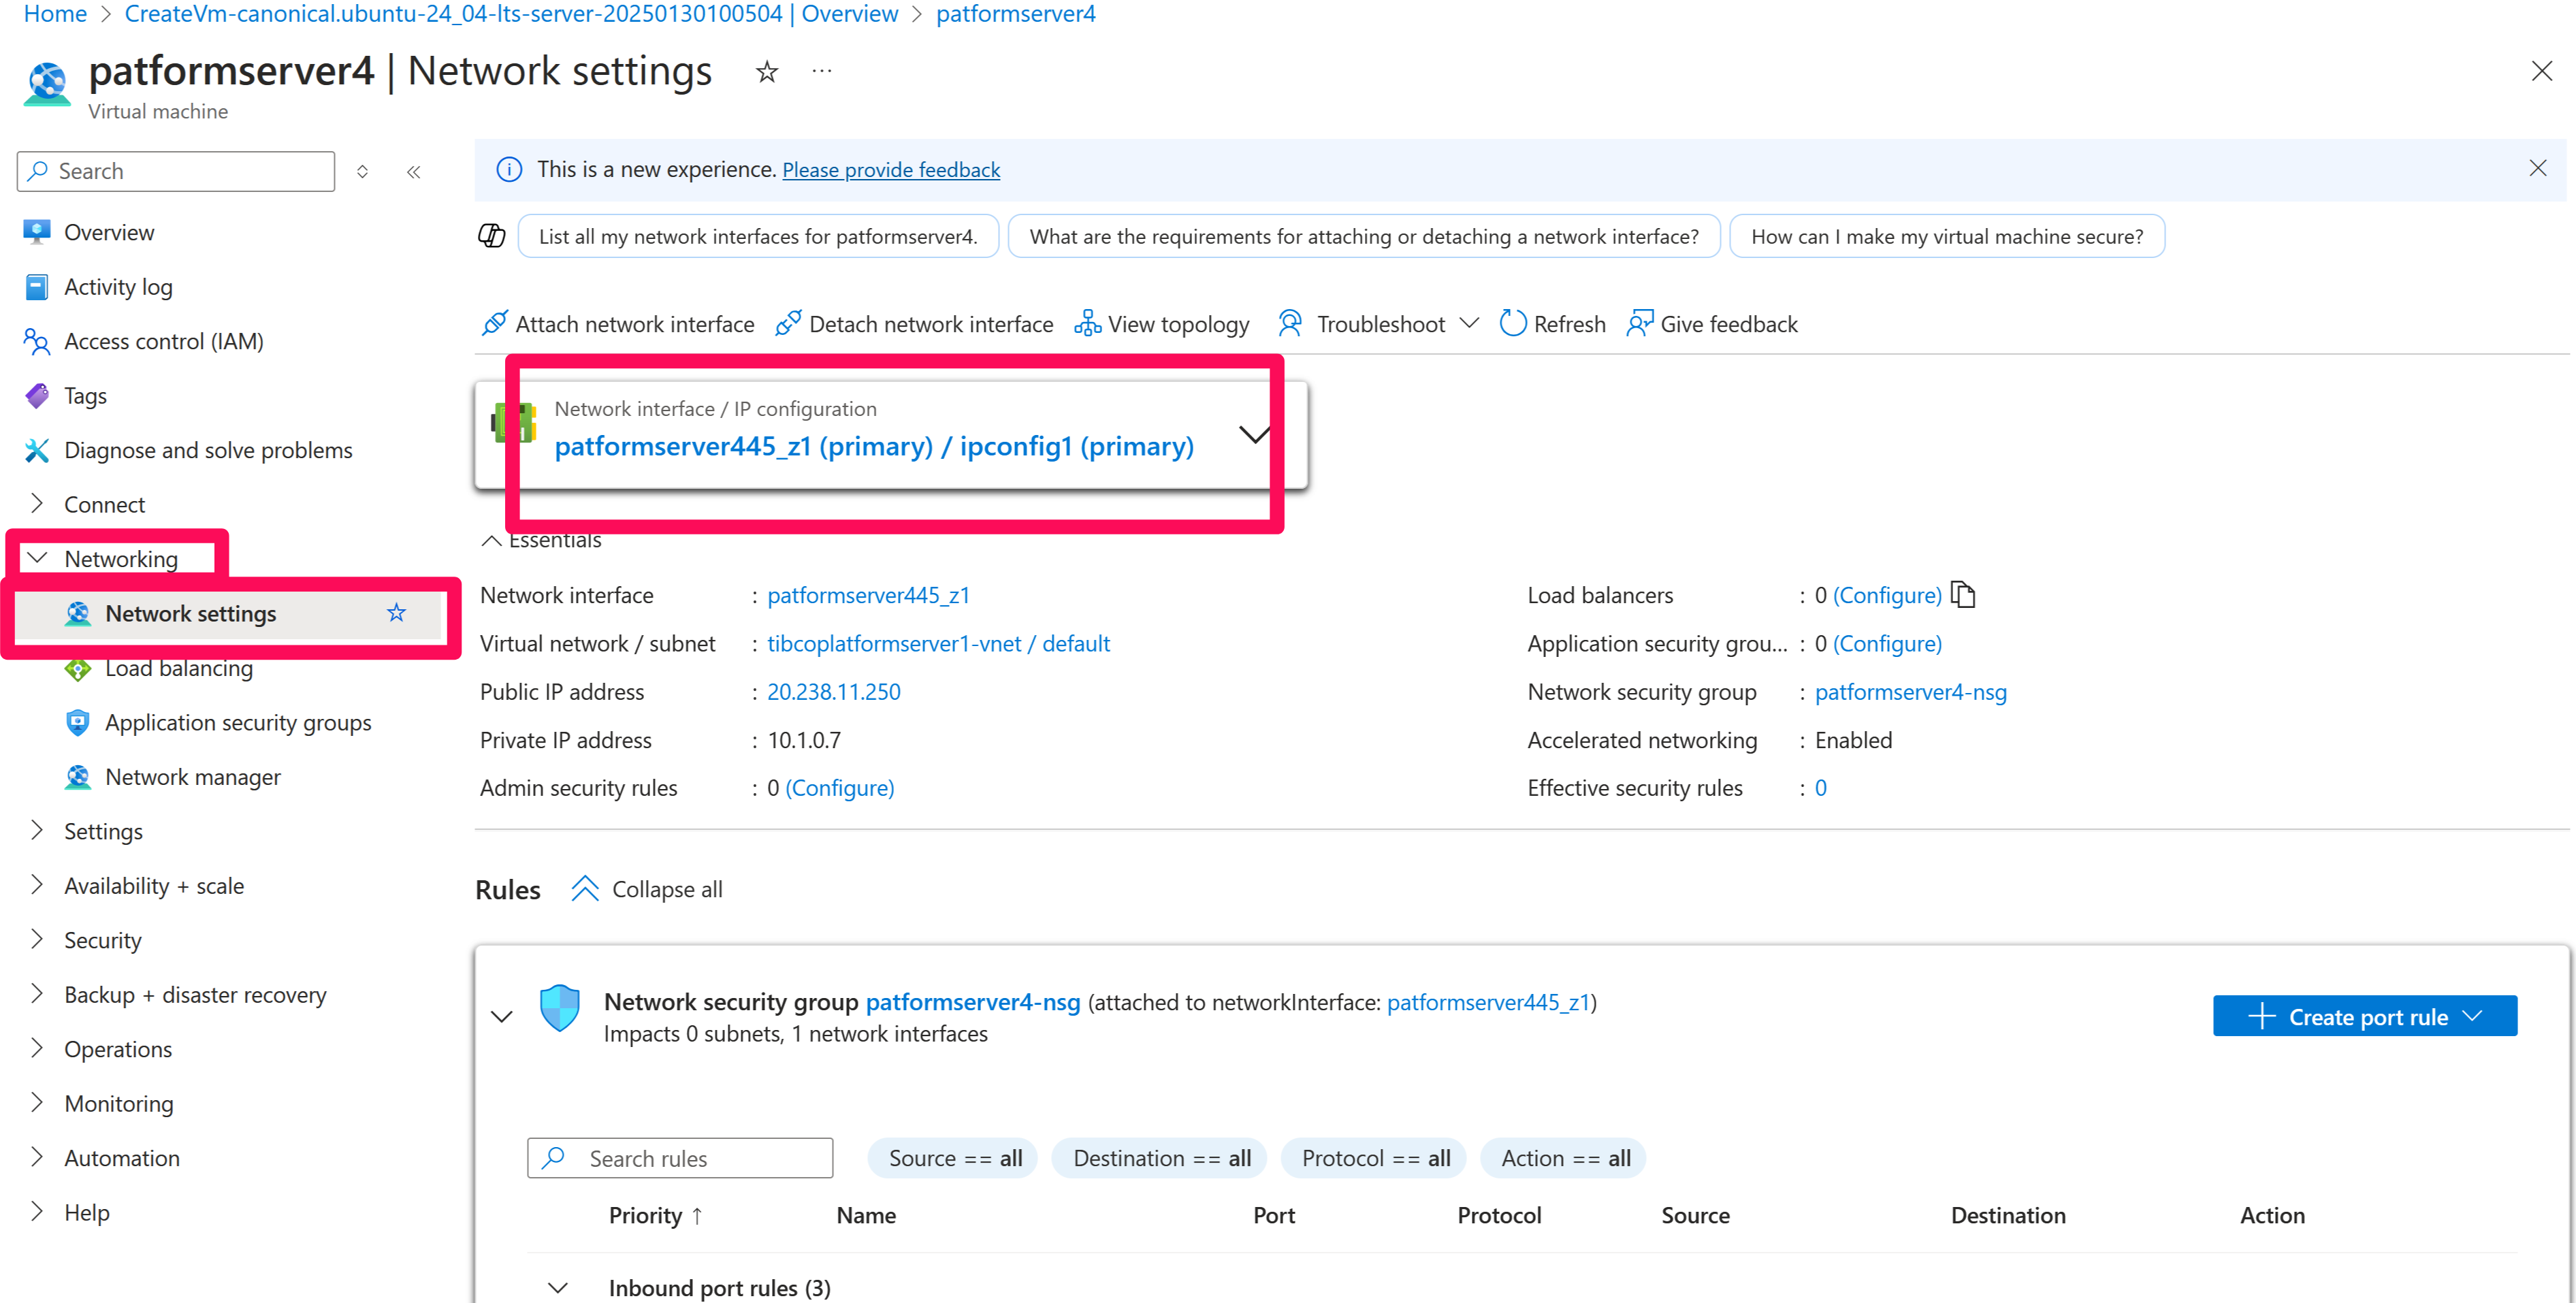 Home > CreateVm-canonical.ubuntu-24_04-lts-server-20250130100504 | Overview > patformserver4
patformserver4 | Network settings
Virtual machine
Search
Overview
Activity log
Access control (IAM)
Tags
Diagnose and solve problems
Connect
Networking
Network settings
Load balancing
Application security groups
Network manager
Settings
Availability + scale
Security
Backup + disaster recovery
Operations
Monitoring
Automation
Help
This is a new experience. Please provide feedback
List all my network interfaces for patformserver4.
What are the requirements for attaching or detaching a network interface?
How can I make my virtual machine secure?
Attach network interface
Detach network interface
View topology
Troubleshoot
Refresh
Give feedback
Network interface / IP configuration
patformserver445_z1 (primary) / ipconfig1 (primary)
Essentials
Network interface : patformserver445_z1
Virtual network / subnet : tibcoplatformserver1-vnet / default
Public IP address : 20.238.11.250
Private IP address : 10.1.0.7
Admin security rules : 0 (Configure)
Load balancers : 0 (Configure)
Application security grou... : 0 (Configure)
Network security group : patformserver4-nsg
Accelerated networking : Enabled
Effective security rules : 0
Rules
Collapse all
Network security group patformserver4-nsg (attached to networkInterface: patformserver445_z1)
Impacts 0 subnets, 1 network interfaces
Create port rule
Search rules
Source == all
Destination == all
Protocol == all
Action == all
Priority ↑ Name Port Protocol Source Destination Action
Inbound port rules (3)